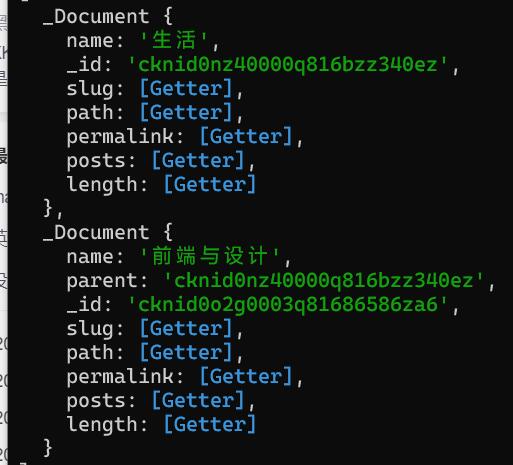 _Document {
name: '生活',
_id: 'cknid0nz40000q816bzz340ez',
slug: [Getter],
path: [Getter],
permalink: [Getter],
posts: [Getter],
length: [Getter]
},
_Document {
name: '前端与设计',
parent: 'cknid0nz40000q816bzz340ez',
_id: 'cknid0o2g0003q81686586za6',
slug: [Getter],
path: [Getter],
permalink: [Getter],
posts: [Getter],
length: [Getter]
}